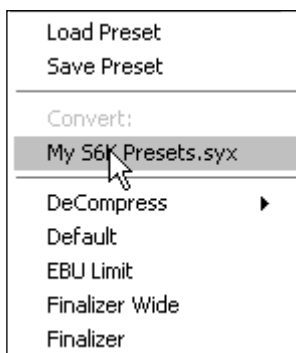 Load Preset
Save Preset
Convert:
My S6K Presets.syx
DeCompress
Default
EBU Limit
Finalizer Wide
Finalizer